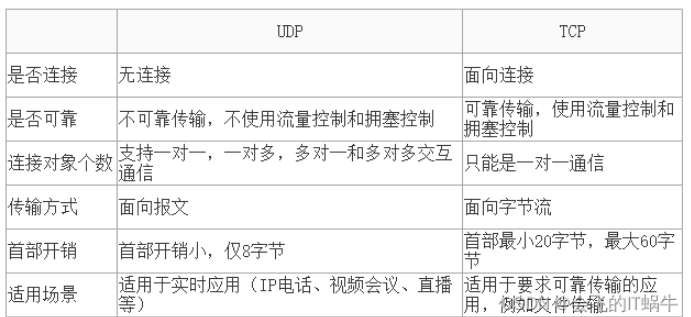 UDP
TCP
是否连接
无连接
面向连接
是否可靠
不可靠传输，不使用流量控制和拥塞控制
可靠传输，使用流量控制和
拥塞控制
连接对象个数
支持一对一，一对多，多对一和多对多交互
通信
只能是一对一通信
传输方式
面向报文
面向字节流
首部开销
首部开销小，仅8字节
首部最小20字节，最大60字
节
适用场景
适用于实时应用（IP电话、视频会议、直播
等）
适用于要求可靠传输的应
用，例如文件传输
的IT蜗牛